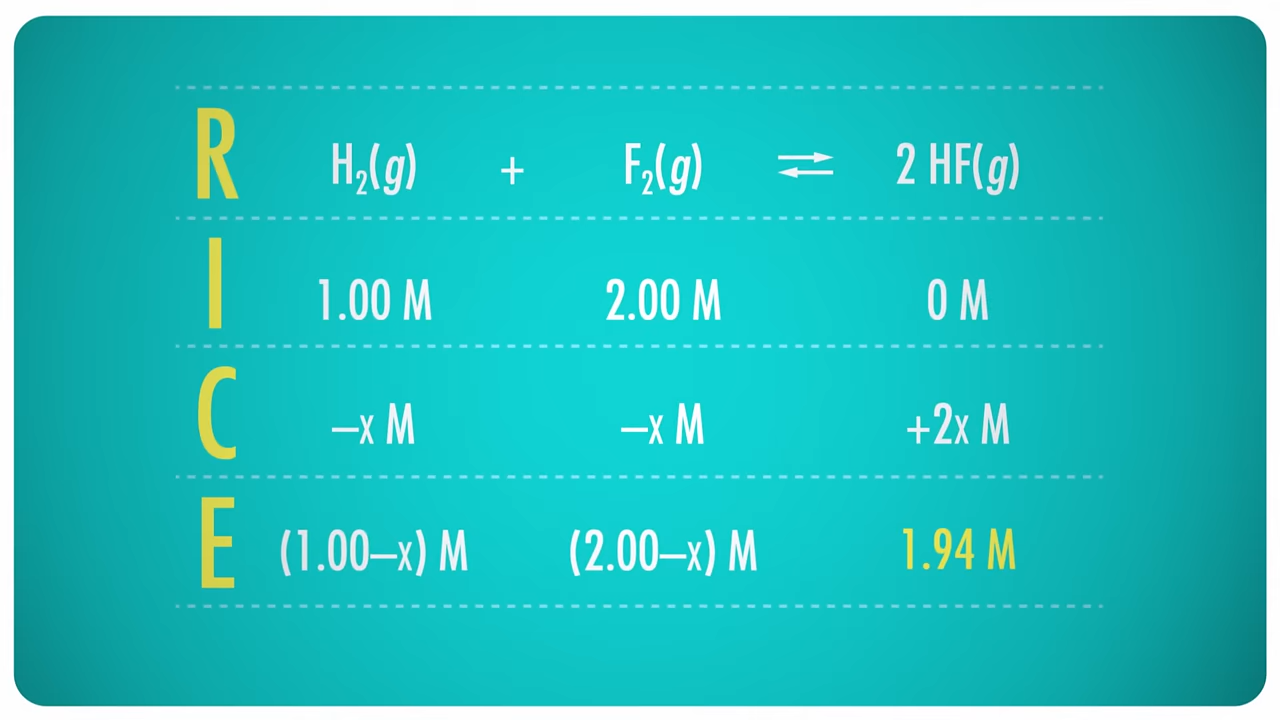 R H₂(g) + F₂(g) ⇌ 2 HF(g)
I 1.00 M 2.00 M 0 M
C –x M –x M +2x M
E (1.00–x) M (2.00–x) M 1.94 M